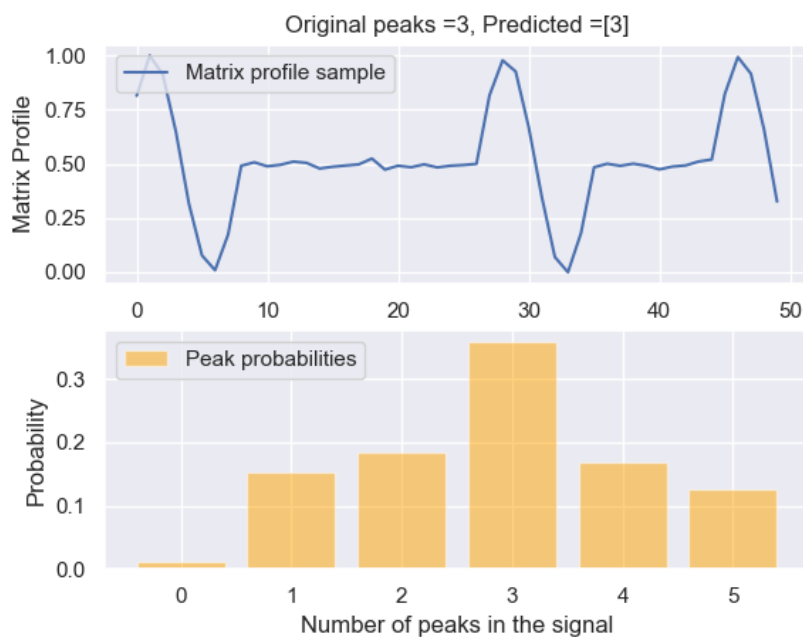 Original peaks =3, Predicted =[3]
Matrix profile sample
Matrix Profile
1.00
0.75
0.50
0.25
0.00
0 10 20 30 40 50
Peak probabilities
Probability
0.3
0.2
0.1
0.0
0 1 2 3 4 5
Number of peaks in the signal